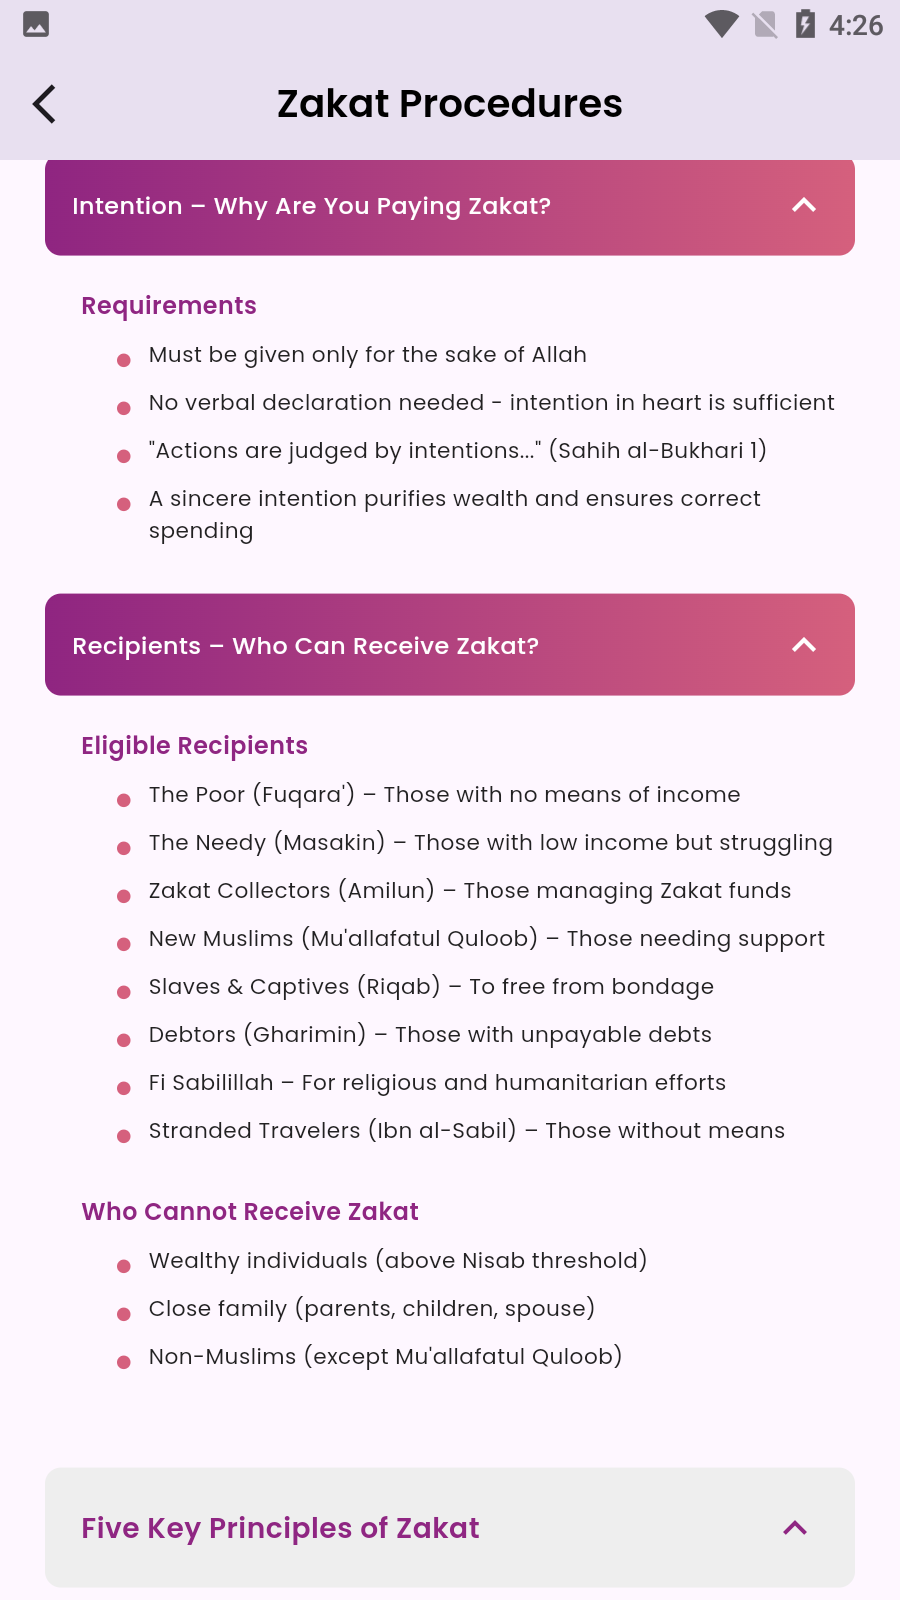 4:26
Zakat Procedures
Intention – Why Are You Paying Zakat?
Requirements
Must be given only for the sake of Allah
No verbal declaration needed - intention in heart is sufficient
"Actions are judged by intentions..." (Sahih al-Bukhari 1)
A sincere intention purifies wealth and ensures correct
spending
Recipients – Who Can Receive Zakat?
Eligible Recipients
The Poor (Fuqara') – Those with no means of income
The Needy (Masakin) – Those with low income but struggling
Zakat Collectors (Amilun) – Those managing Zakat funds
New Muslims (Mu'allafatul Quloob) – Those needing support
Slaves & Captives (Riqab) – To free from bondage
Debtors (Gharimin) – Those with unpayable debts
Fi Sabilillah – For religious and humanitarian efforts
Stranded Travelers (Ibn al-Sabil) – Those without means
Who Cannot Receive Zakat
Wealthy individuals (above Nisab threshold)
Close family (parents, children, spouse)
Non-Muslims (except Mu'allafatul Quloob)
Five Key Principles of Zakat